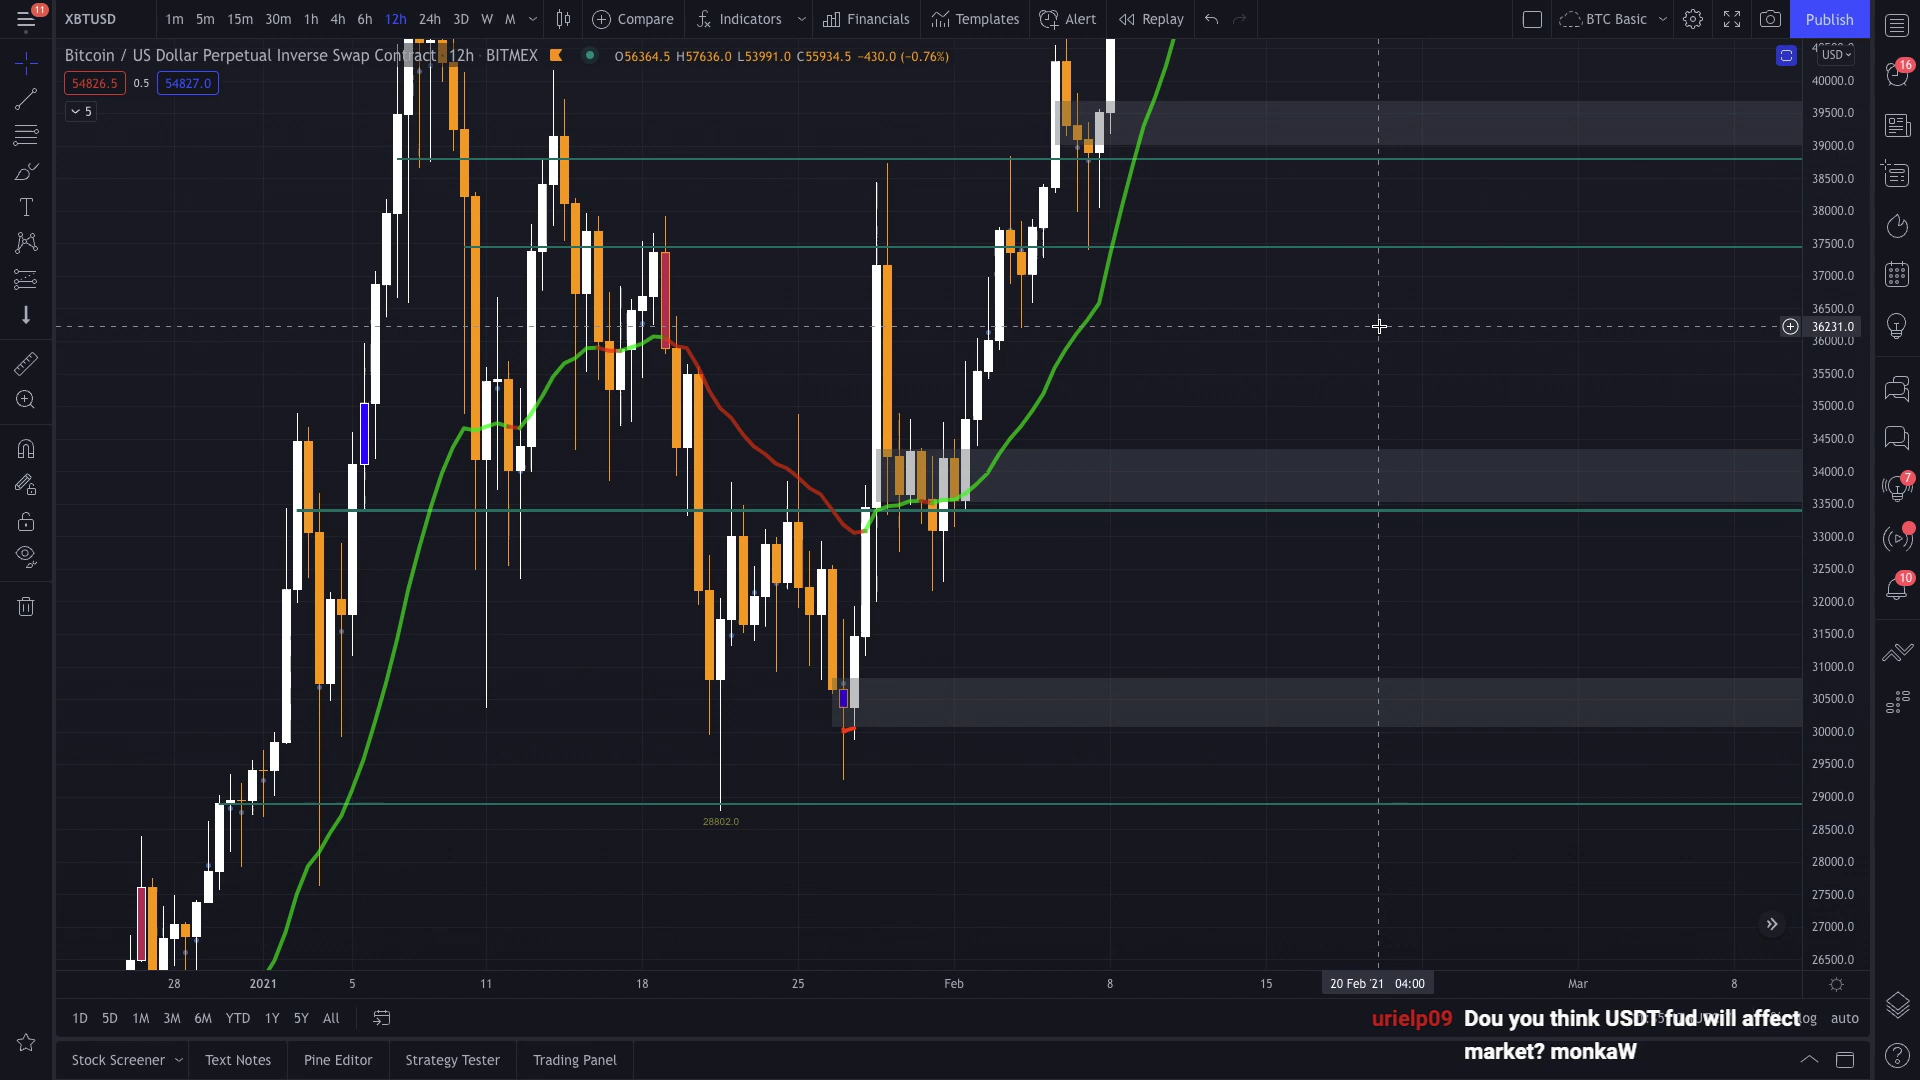 11
XBTUSD
1m 5m 15m 30m 1h 4h 6h 12h 24h 3D W M
Compare
Indicators
Financials
Templates
Alert
Replay
BTC Basic
Publish
Bitcoin / US Dollar Perpetual Inverse Swap Contract · 12h · BITMEX
O56364.5 H57636.0 L53991.0 C55934.5 −430.0 (−0.76%)
USD
54826.5 0.5 54827.0
5
40000.0
39500.0
39000.0
38500.0
38000.0
37500.0
37000.0
36500.0
36231.0
36000.0
35500.0
35000.0
34500.0
34000.0
33500.0
33000.0
32500.0
32000.0
31500.0
31000.0
30500.0
30000.0
29500.0
29000.0
28500.0
28000.0
27500.0
27000.0
26500.0
28802.0
16
7
10
28 2021 5 11 18 25 Feb 8 15 20 Feb '21 04:00 Mar 8
1D 5D 1M 3M 6M YTD 1Y 5Y All
log auto
urielp09 Dou you think USDT fud will affect
market? monkaW
Stock Screener Text Notes Pine Editor Strategy Tester Trading Panel